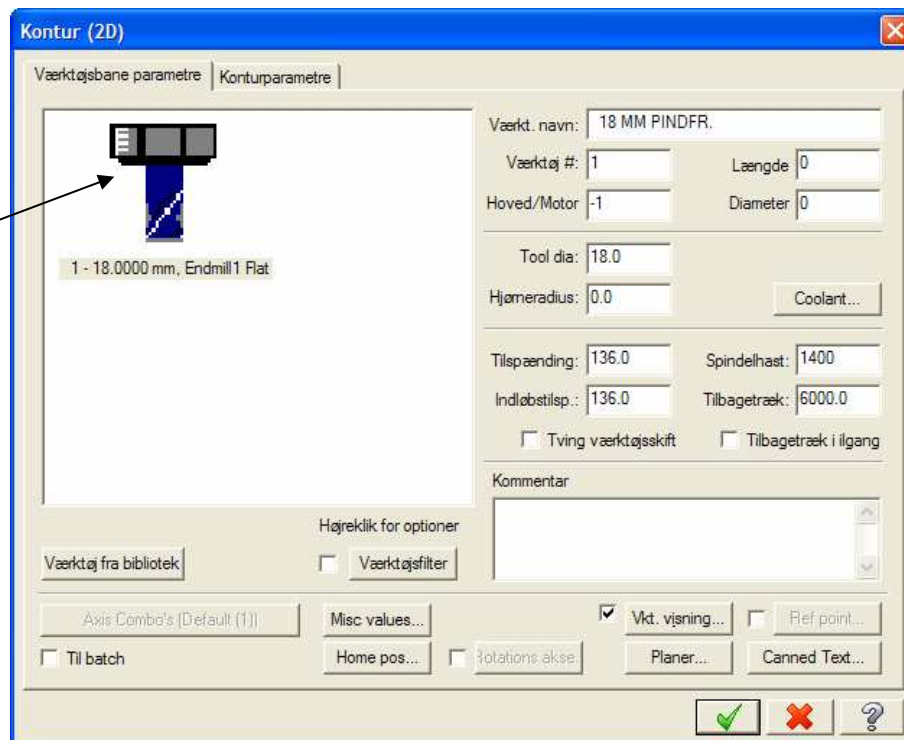 Kontur (2D)
Værktøjsbane parametre
Konturparametre
1 - 18.0000 mm, Endmill1 Flat
Værkt. navn: 18 MM PINDFR.
Værktøj #: 1 Længde 0
Hoved/Motor -1 Diameter 0
Tool dia: 18.0
Hjørneradius: 0.0 Coolant...
Tilspænding: 136.0 Spindelhast: 1400
Indløbstilsp.: 136.0 Tilbagetræk: 6000.0
Tving værktøjsskift Tilbagetræk i ilgang
Kommentar
Højreklik for optioner
Værktøj fra bibliotek Værktøjsfilter
Axis Combo's (Default (1)) Misc values... Vkt. visning... Ref point...
Til batch Home pos... Rotations akse. Planer... Canned Text...